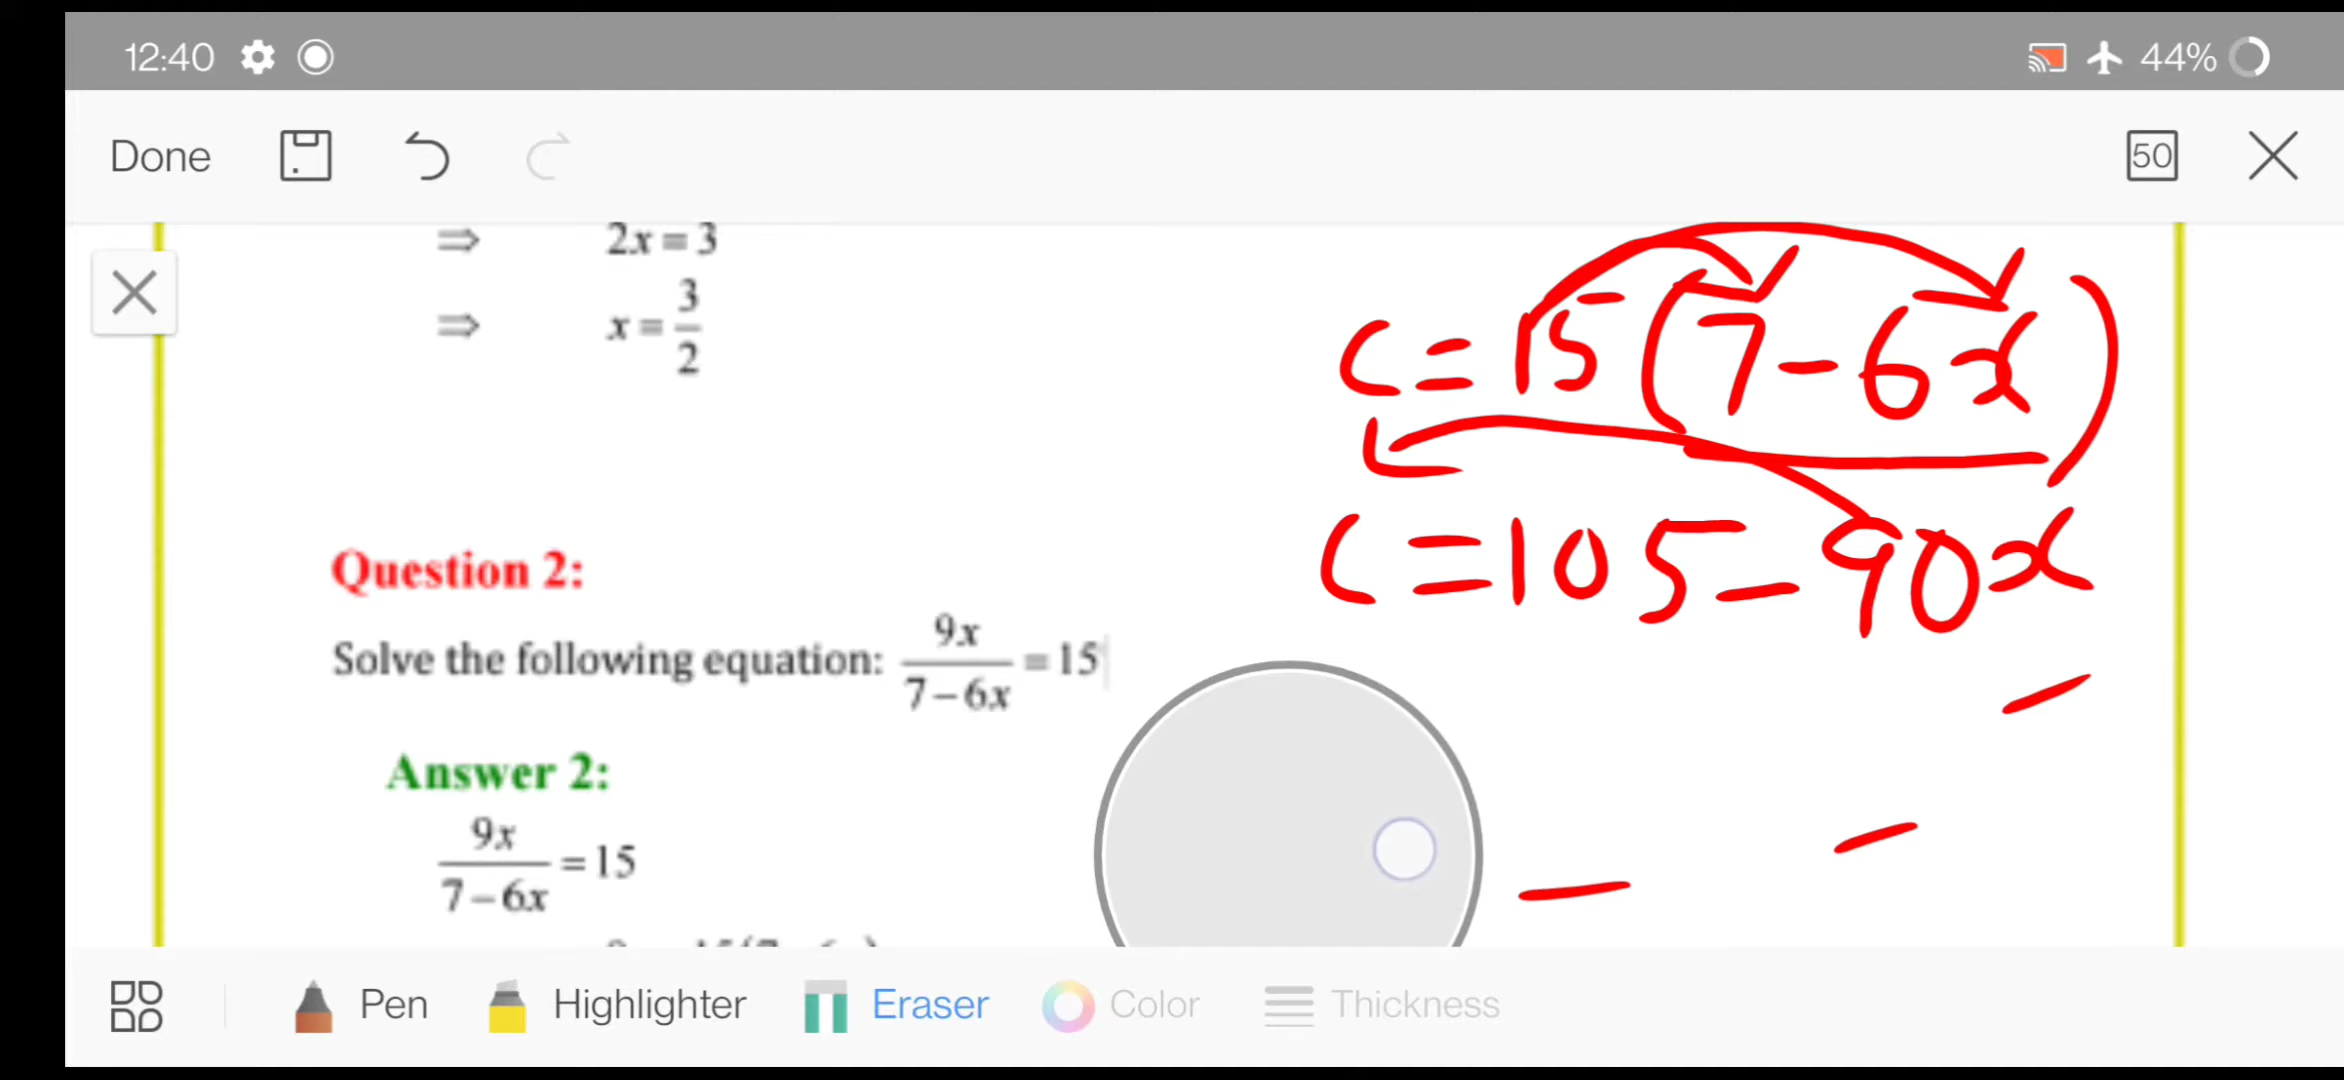 12:40 44%
Done 50
⇒ 2x = 3
⇒ x = 3/2
= 15 (7 - 6x)
= 105 - 90x
Question 2:
Solve the following equation: 9x/(7-6x) = 15
Answer 2:
9x/(7-6x) = 15
Pen Highlighter Eraser Color Thickness